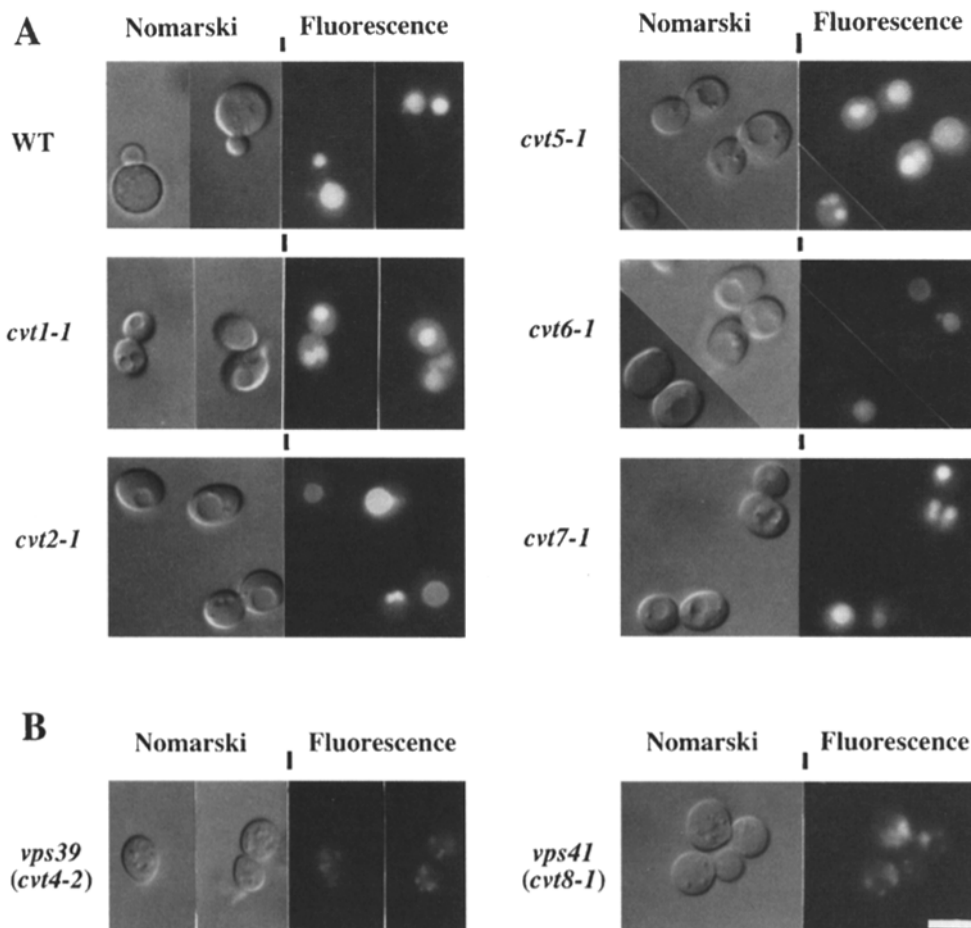 A
Nomarski Fluorescence
Nomarski Fluorescence
WT
cvt5-1
cvt1-1
cvt6-1
cvt2-1
cvt7-1
B
Nomarski Fluorescence
Nomarski Fluorescence
vps39
(cvt4-2)
vps41
(cvt8-1)